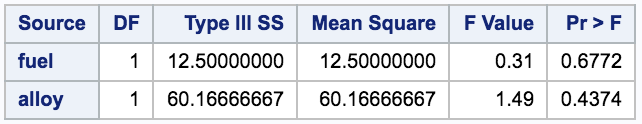 Source DF Type III SS Mean Square F Value Pr > F
fuel 1 12.50000000 12.50000000 0.31 0.6772
alloy 1 60.16666667 60.16666667 1.49 0.4374